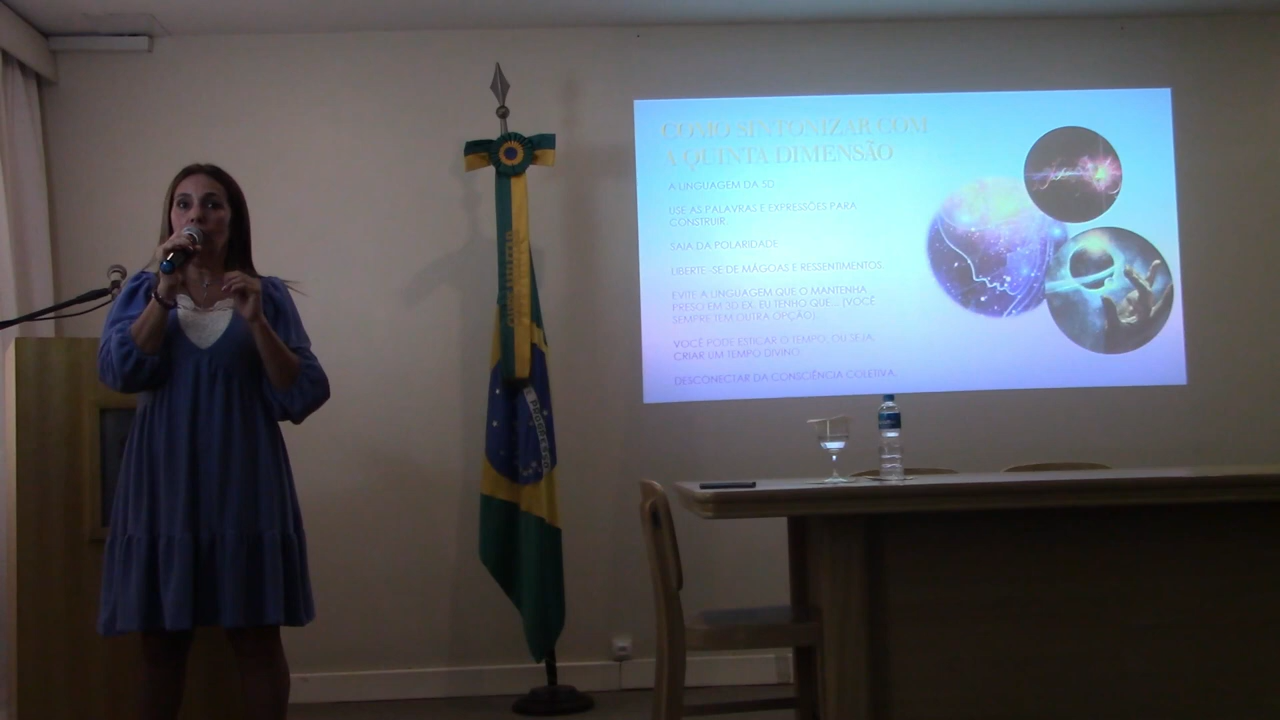 COMO SINTONIZAR COM
A QUINTA DIMENSÃO
A LINGUAGEM DA 5D
USE AS PALAVRAS E EXPRESSÕES PARA
CONSTRUIR.
SAIA DA POLARIDADE
LIBERTE-SE DE MÁGOAS E RESSENTIMENTOS.
EVITE A LINGUAGEM QUE O MANTENHA
PRESO EM 3D EX: EU TENHO QUE... (VOCÊ
SEMPRE TEM OUTRA OPÇÃO).
VOCÊ PODE ESTICAR O TEMPO, OU SEJA,
CRIAR UM TEMPO DIVINO.
DESCONECTAR DA CONSCIÊNCIA COLETIVA.
PROGRESSO